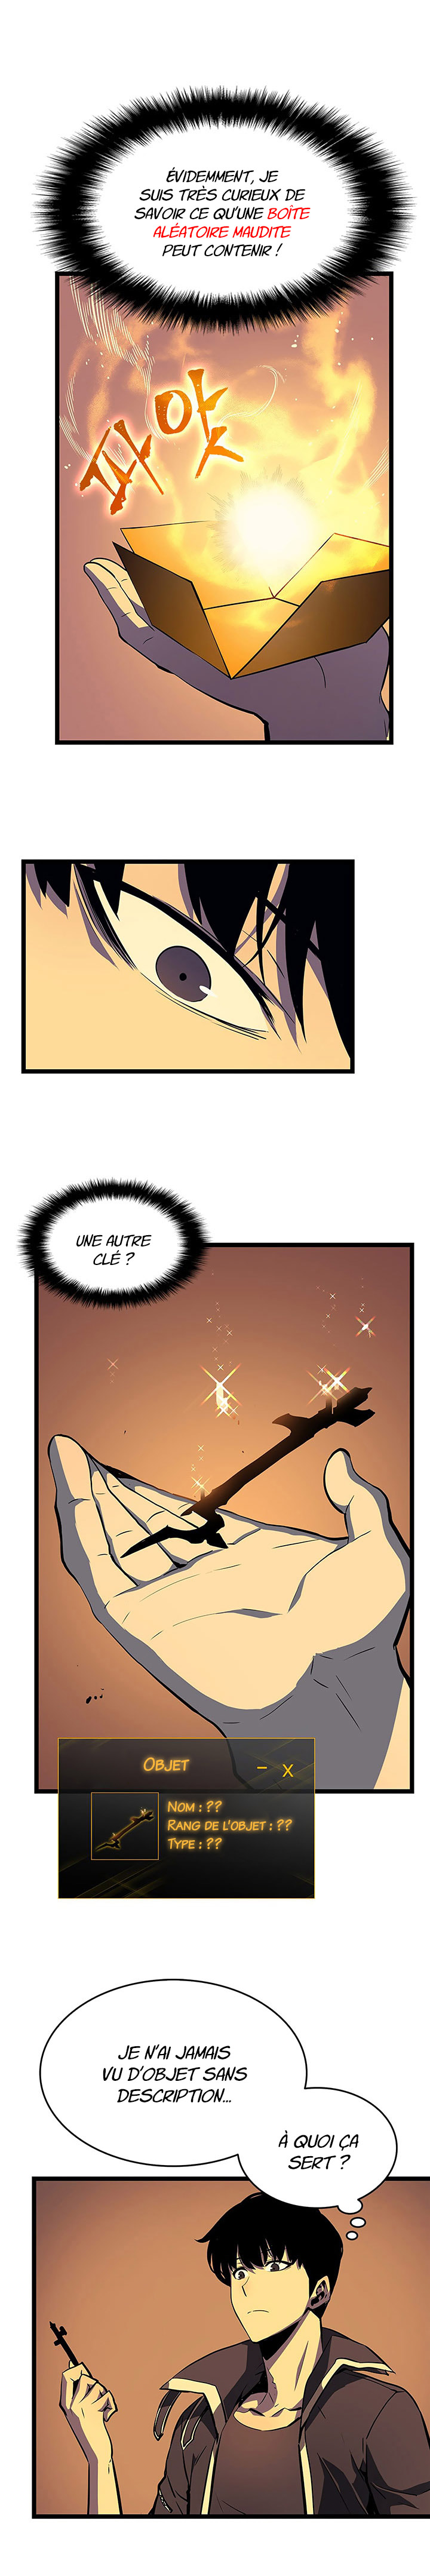 ÉVIDEMMENT, JE
SUIS TRÈS CURIEUX DE
SAVOIR CE QU'UNE BOÎTE
ALÉATOIRE MAUDITE
PEUT CONTENIR !
파앗
UNE AUTRE
CLÉ ?
OBJET - X
NOM : ??
RANG DE L'OBJET : ??
TYPE : ??
JE N'AI JAMAIS
VU D'OBJET SANS
DESCRIPTION...
À QUOI ÇA
SERT ?